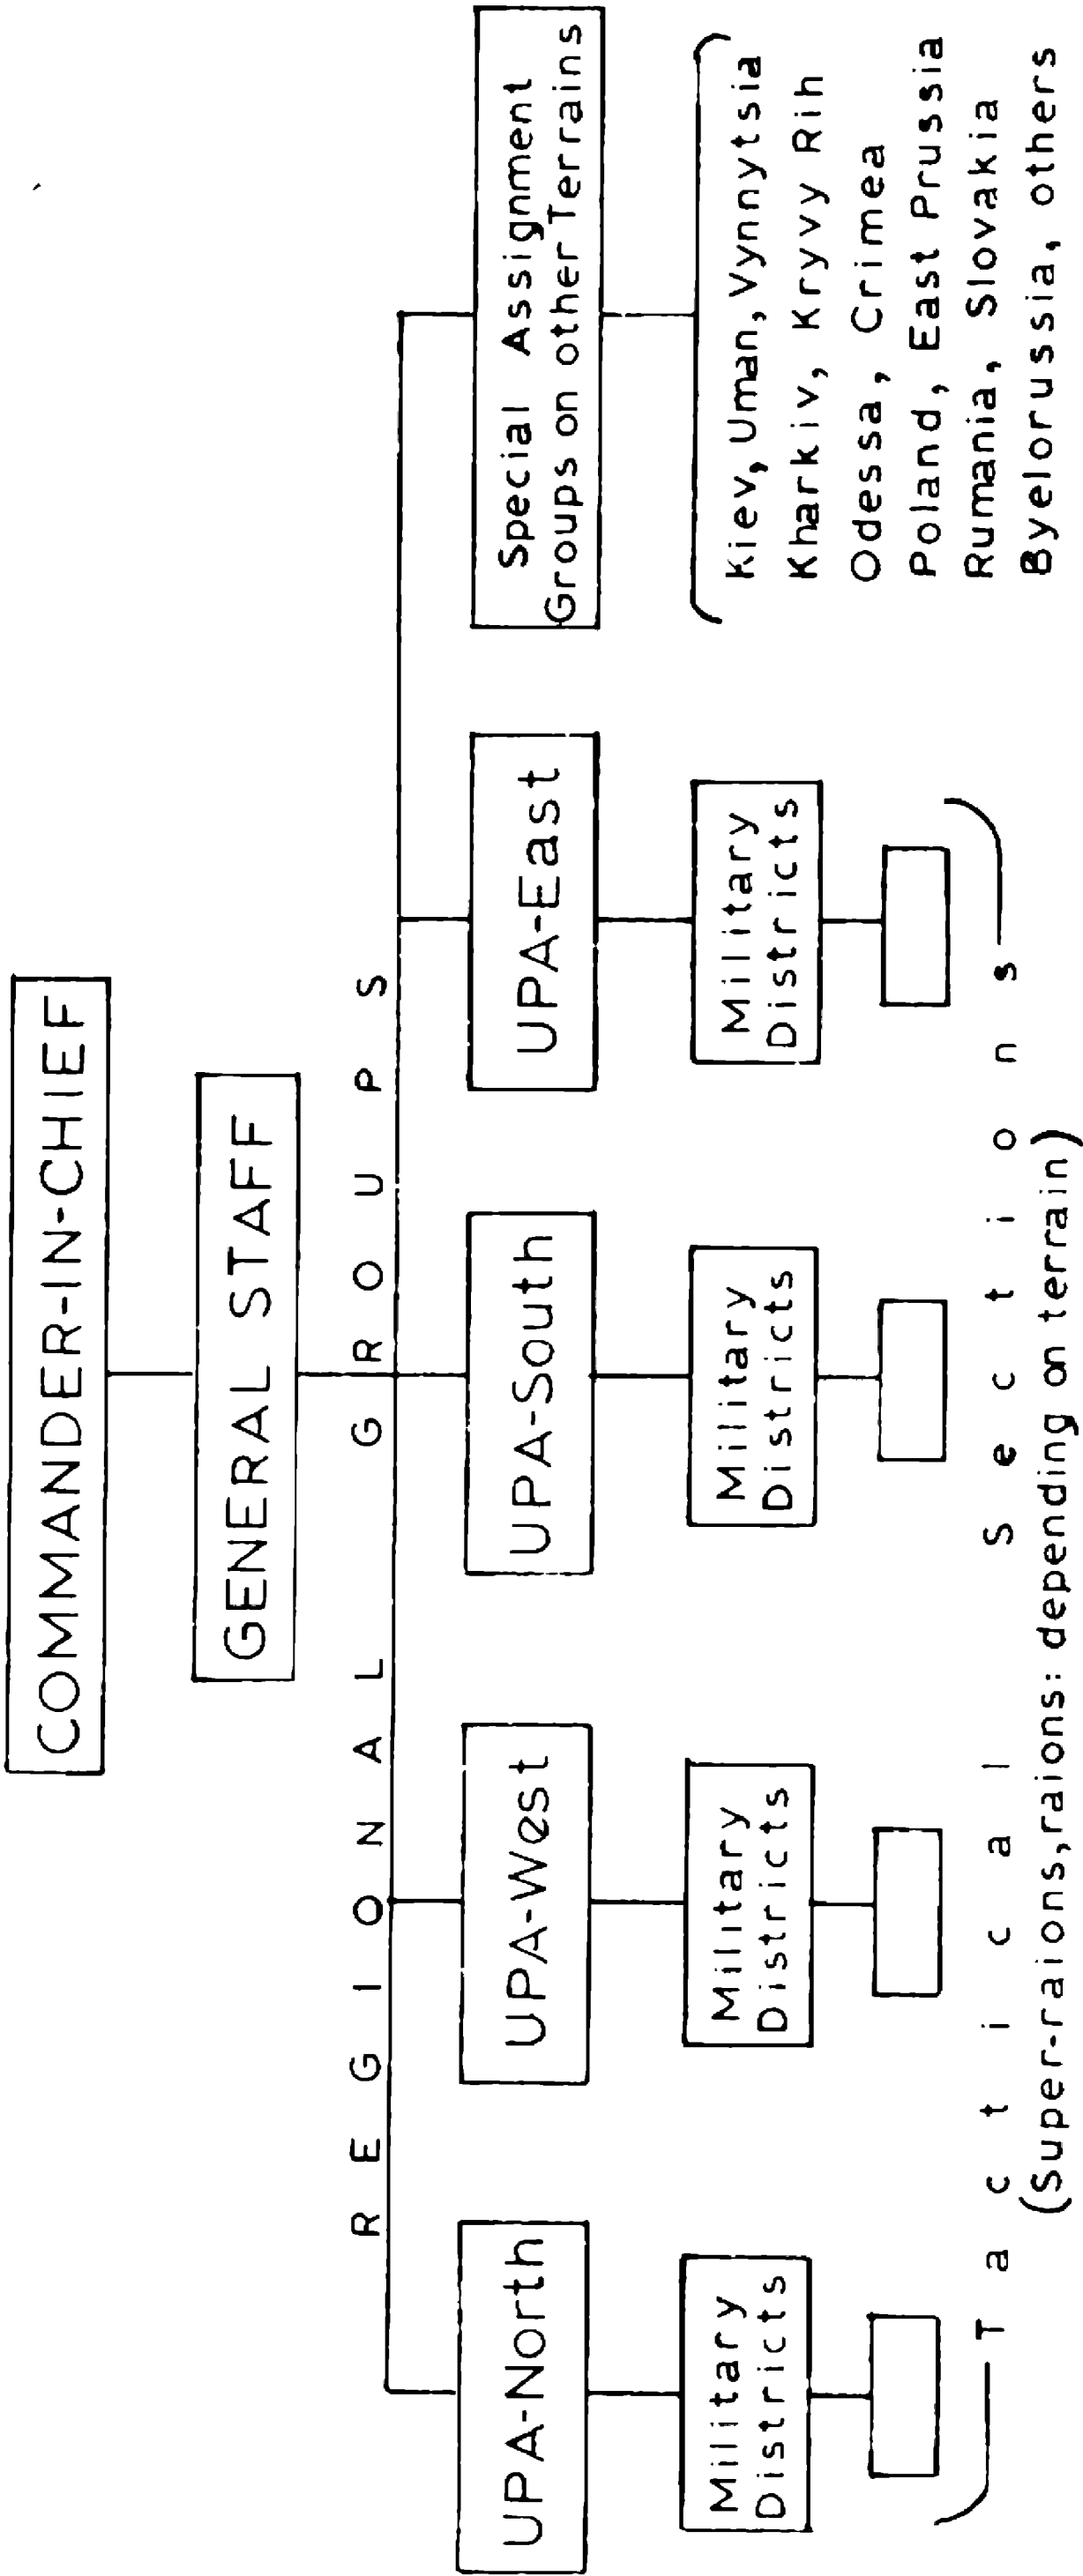 COMMANDER-IN-CHIEF
GENERAL STAFF
REGIONAL GROUPS
UPA-North
UPA-West
UPA-South
UPA-East
Special Assignment
Groups on other Terrains
Military
Districts
Military
Districts
Military
Districts
Military
Districts
Kiev, Uman, Vynnytsia
Kharkiv, Kryvy Rih
Odessa, Crimea
Poland, East Prussia
Rumania, Slovakia
Byelorussia, others
Tactical Sections
(Super-raions, raions: depending on terrain)